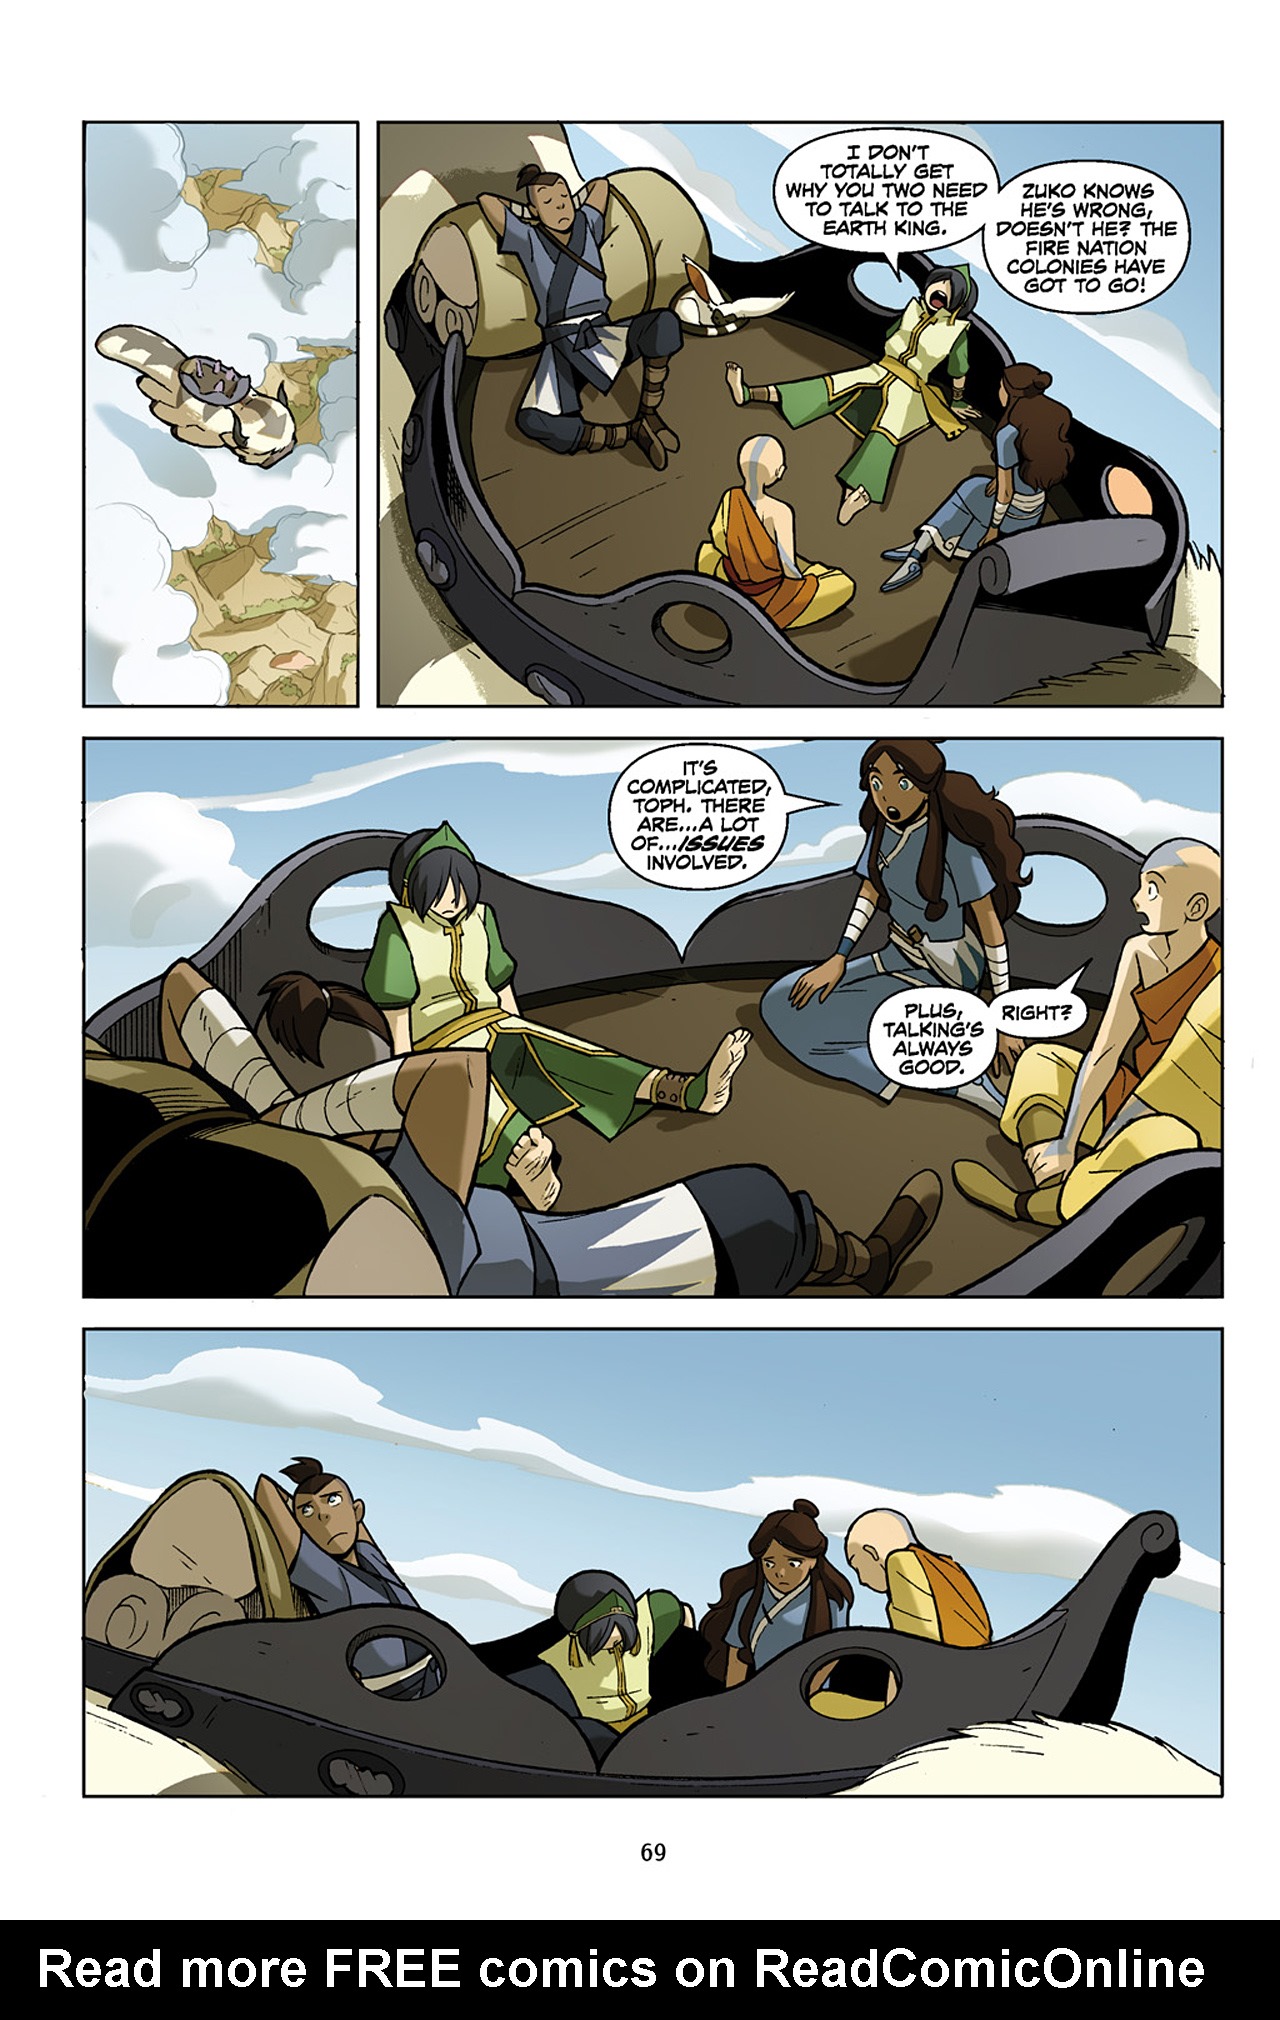 I DON'T
TOTALLY GET
WHY YOU TWO NEED
TO TALK TO THE
EARTH KING.
ZUKO KNOWS
HE'S WRONG,
DOESN'T HE? THE
FIRE NATION
COLONIES HAVE
GOT TO GO!
IT'S
COMPLICATED,
TOPH. THERE
ARE...A LOT
OF...ISSUES
INVOLVED.
PLUS,
TALKING'S
ALWAYS
GOOD.
RIGHT?
69
Read more FREE comics on ReadComicOnline